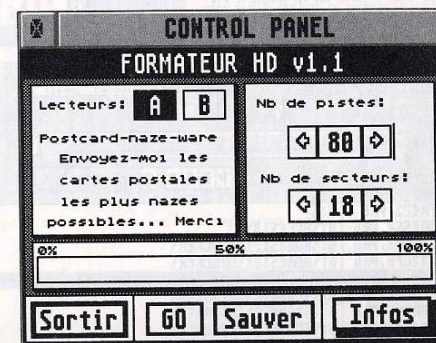 CONTROL PANEL
FORMATEUR HD v1.1
Lecteurs: A B
Postcard-naze-ware
Envoyez-moi les
cartes postales
les plus nazes
possibles... Merci
Nb de pistes:
80
Nb de secteurs:
18
0% 50% 100%
Sortir GO Sauver Infos